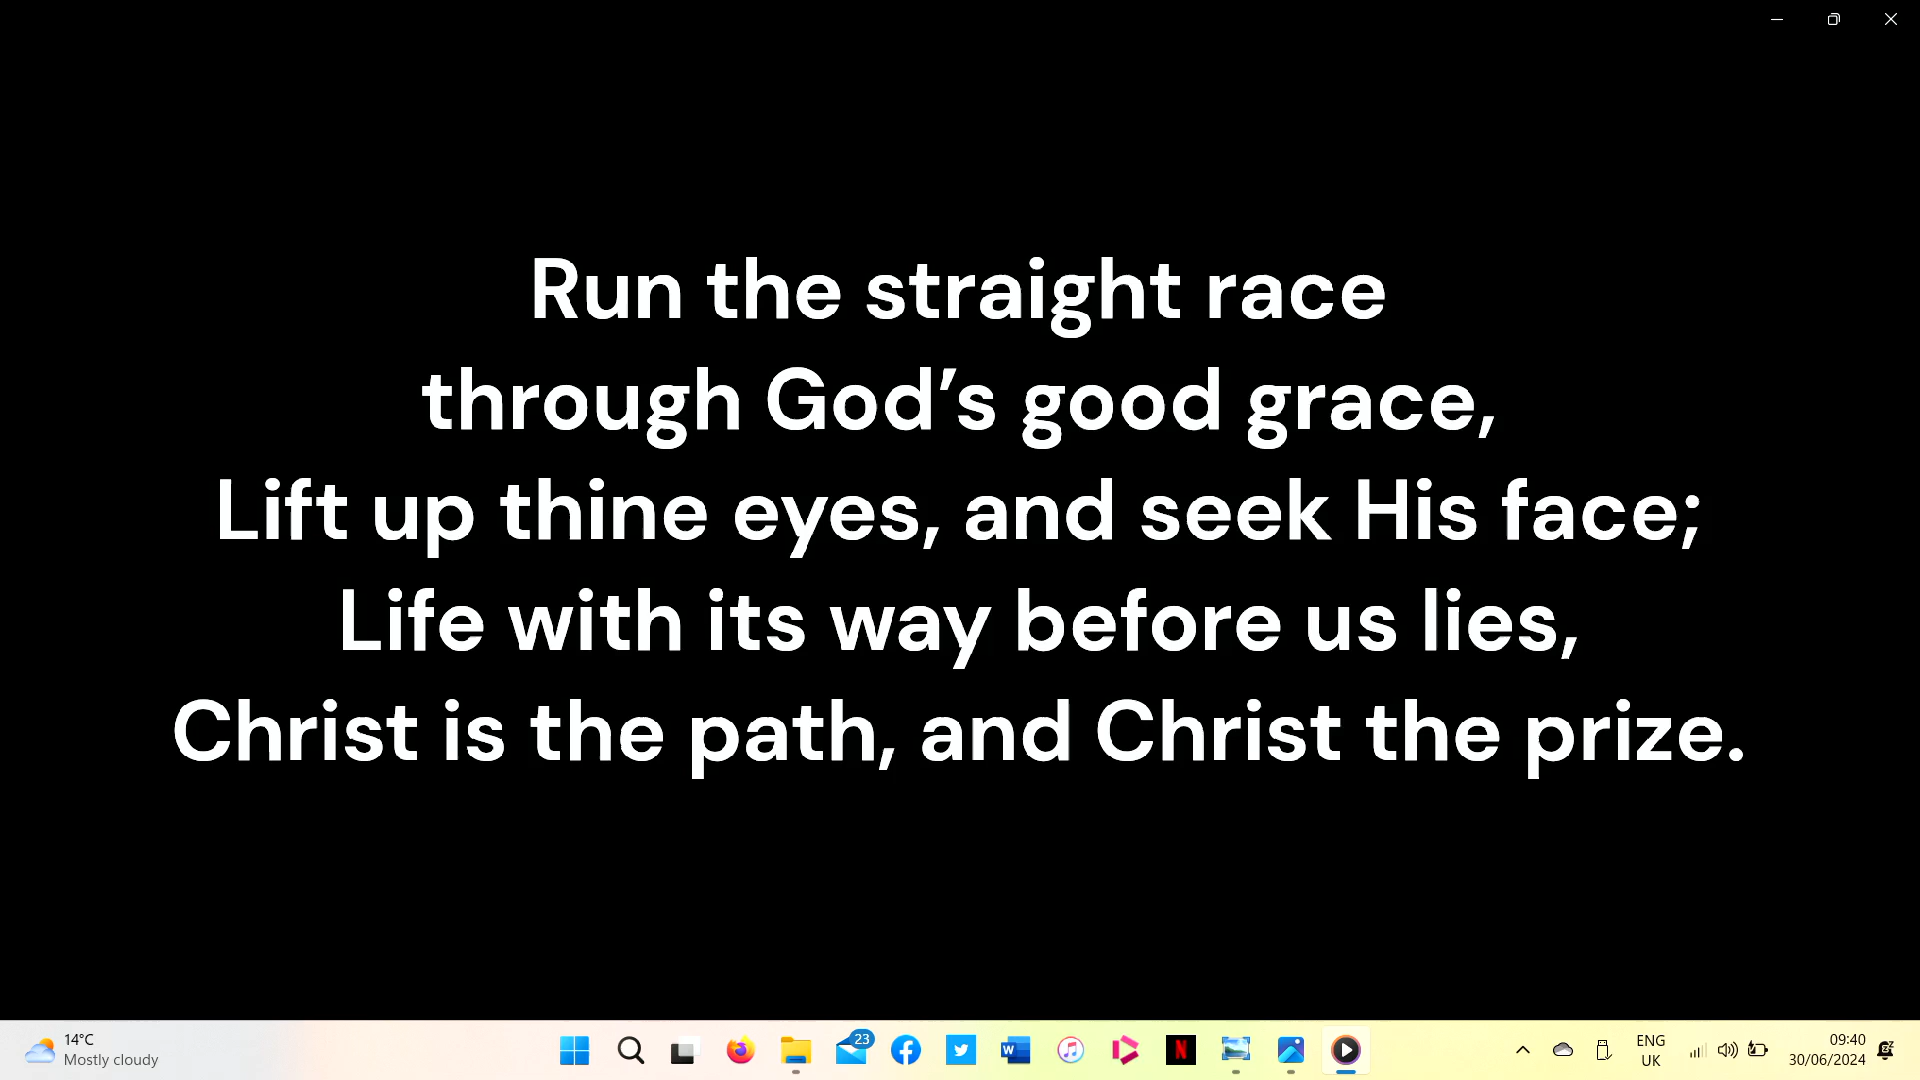 Run the straight race
through God’s good grace,
Lift up thine eyes, and seek His face;
Life with its way before us lies,
Christ is the path, and Christ the prize.
14°C
Mostly cloudy
23
W
N
ENG
UK
09:40
30/06/2024